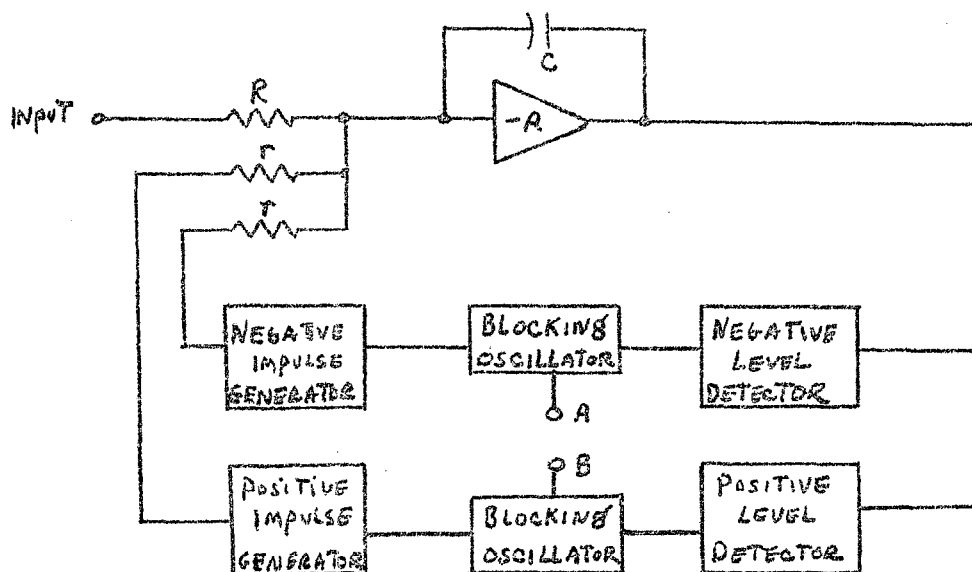 C
R
INPUT
-A
r
r
NEGATIVE
IMPULSE
GENERATOR
BLOCKING
OSCILLATOR
NEGATIVE
LEVEL
DETECTOR
A
B
POSITIVE
IMPULSE
GENERATOR
BLOCKING
OSCILLATOR
POSITIVE
LEVEL
DETECTOR